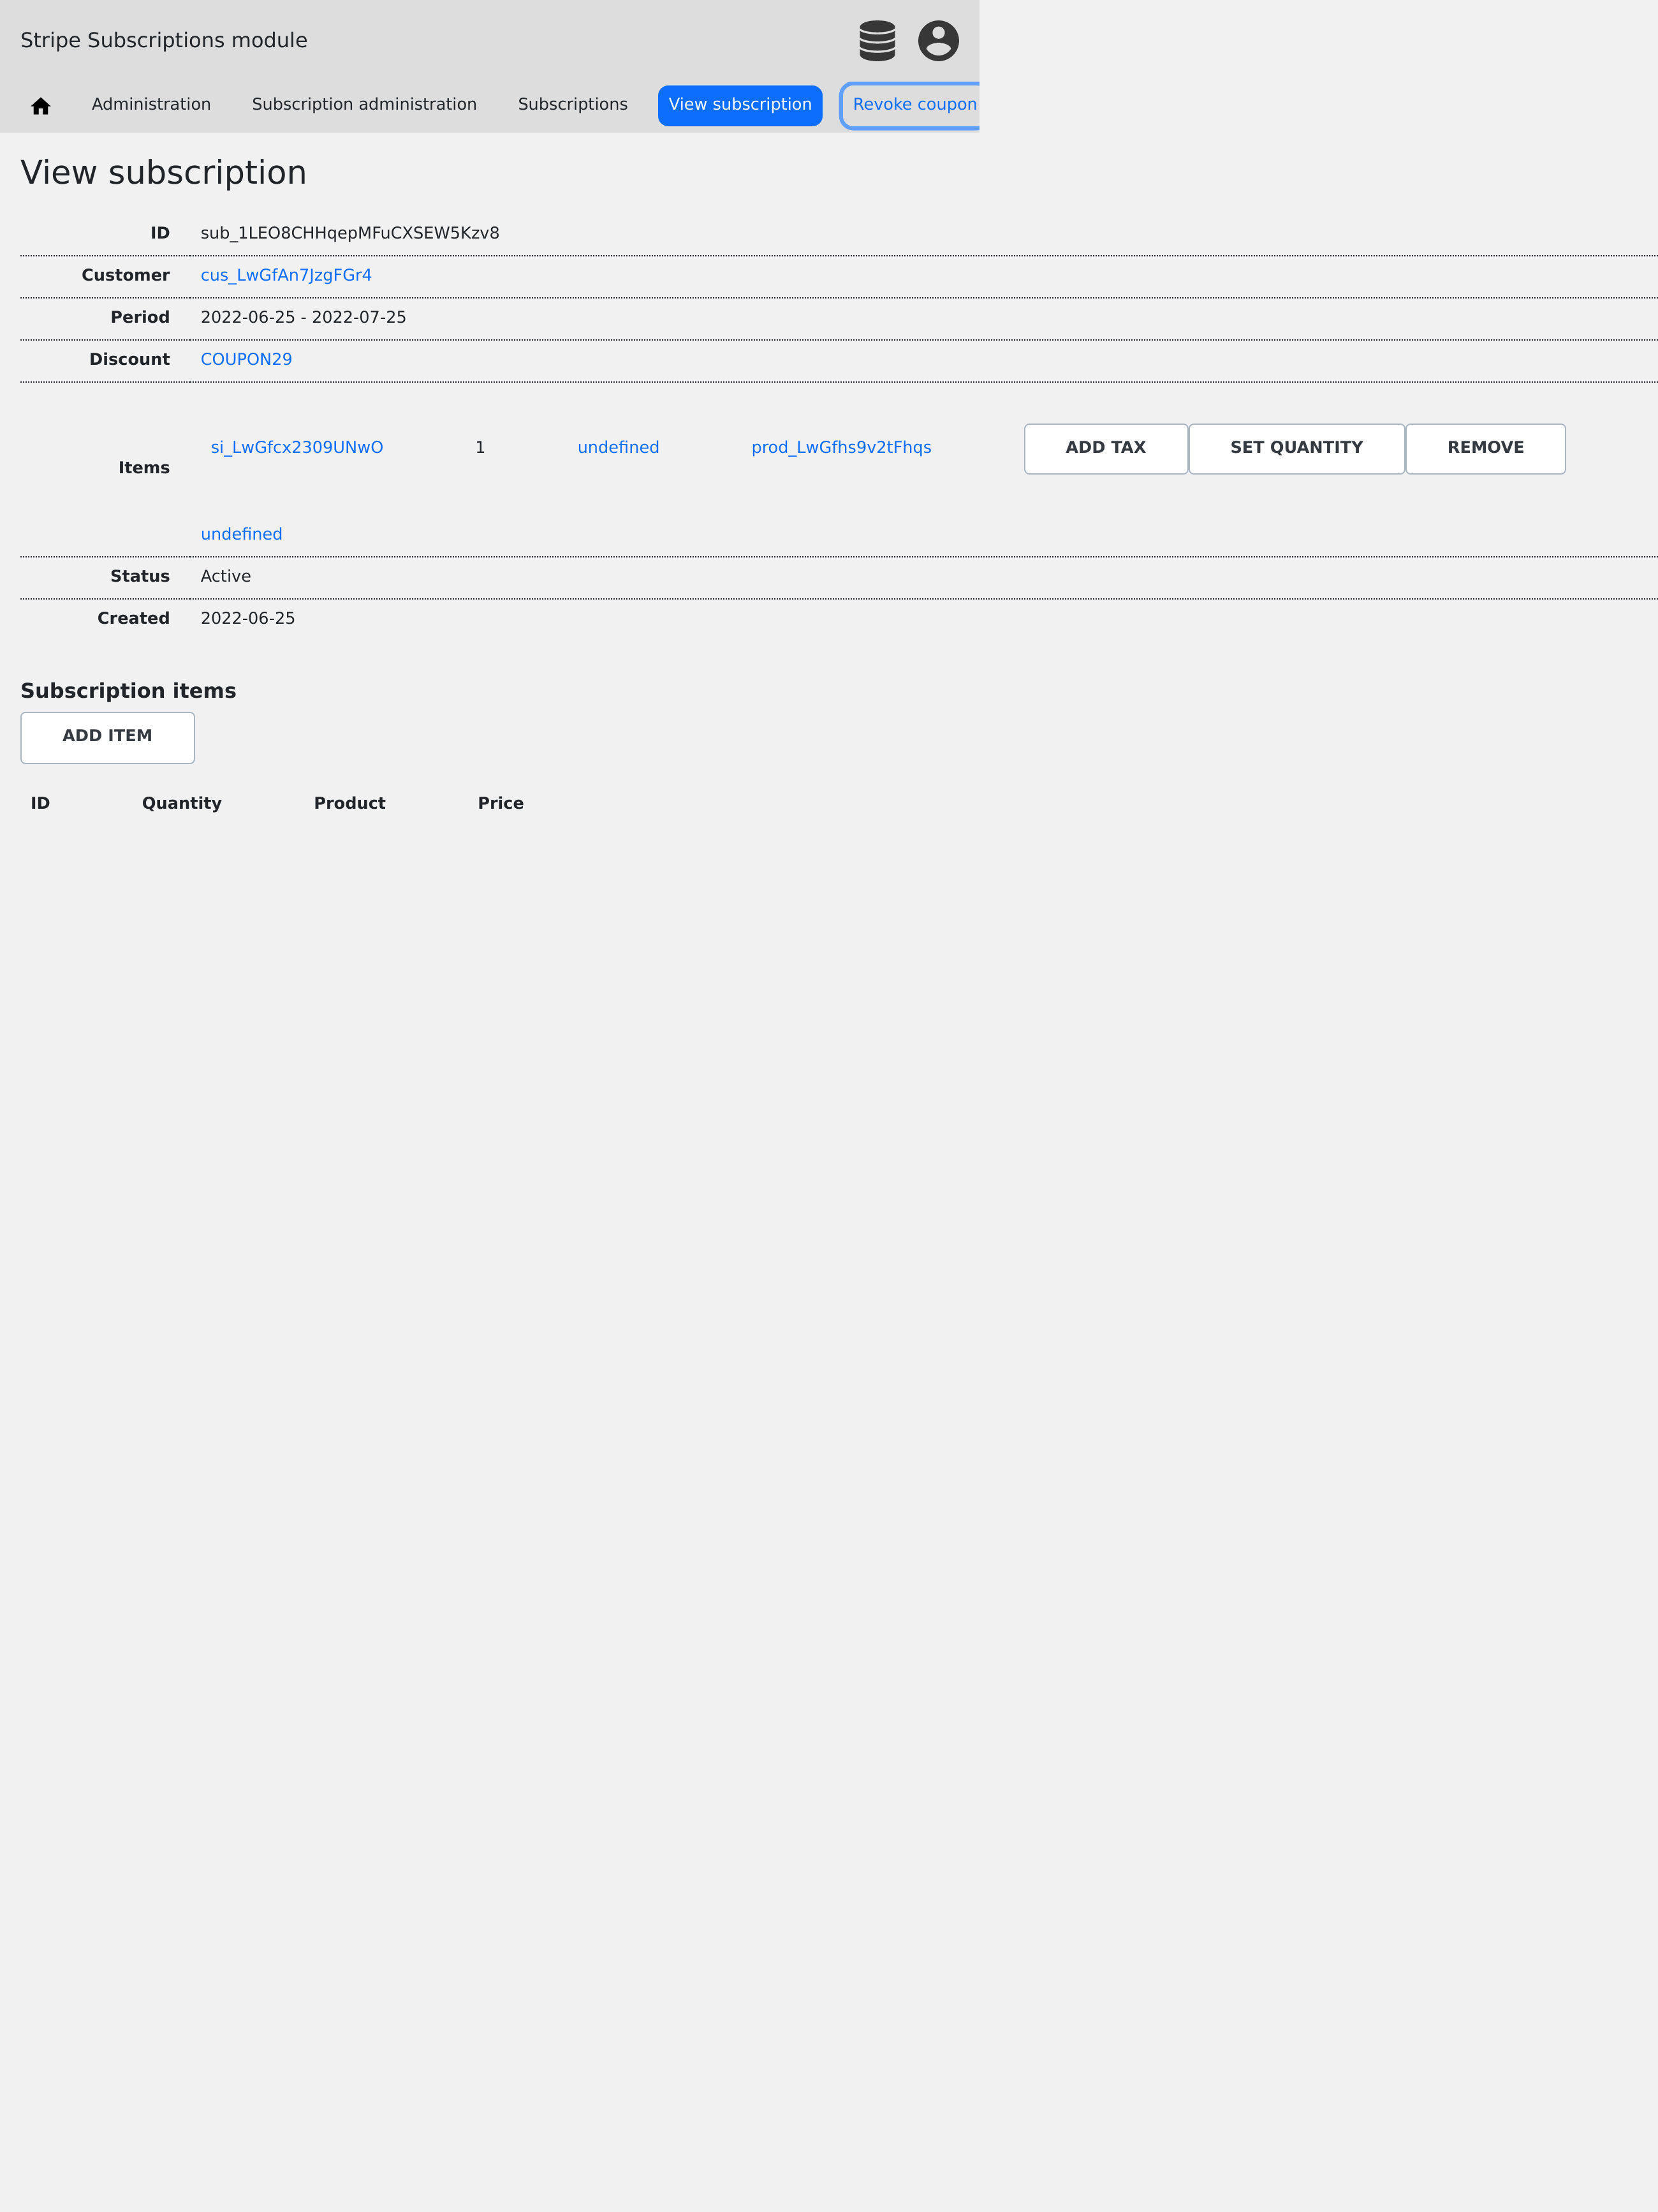 Stripe Subscriptions module
Administration Subscription administration Subscriptions View subscription Revoke coupon
View subscription
ID sub_1LEO8CHHqepMFuCXSEW5Kzv8
Customer cus_LwGfAn7JzgFGr4
Period 2022-06-25 - 2022-07-25
Discount COUPON29
si_LwGfcx2309UNwO 1 undefined prod_LwGfhs9v2tFhqs ADD TAX SET QUANTITY REMOVE
Items
undefined
Status Active
Created 2022-06-25
Subscription items
ADD ITEM
ID Quantity Product Price